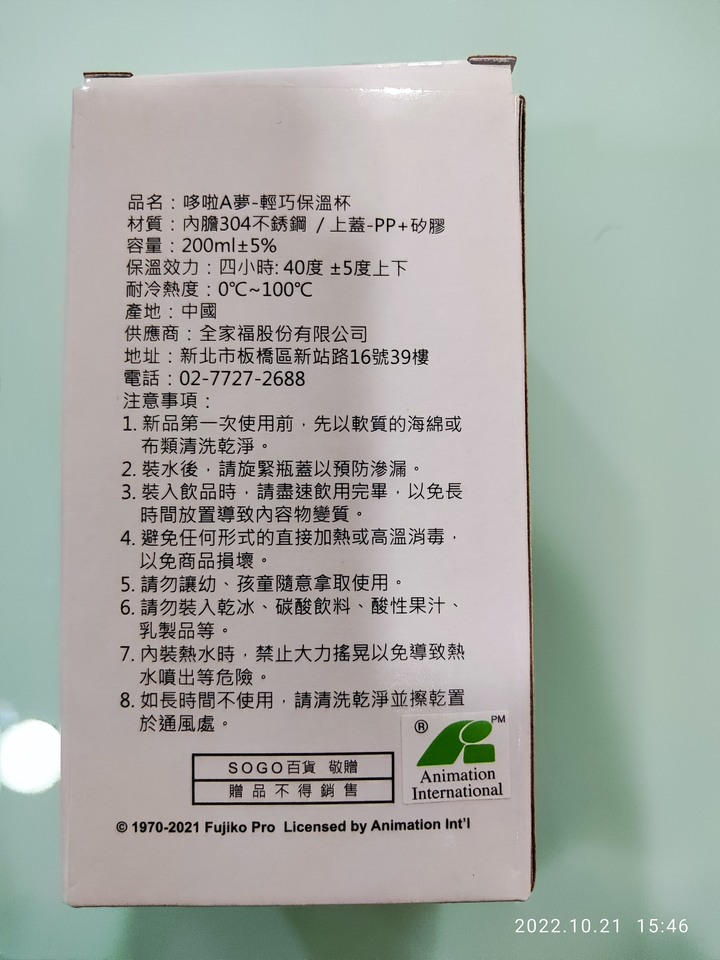 品名：哆啦A夢-輕巧保溫杯
材質：內膽304不銹鋼 / 上蓋-PP+矽膠
容量：200ml±5%
保溫效力：四小時: 40度 ±5度上下
耐冷熱度：0℃~100℃
產地：中國
供應商：全家福股份有限公司
地址：新北市板橋區新站路16號39樓
電話：02-7727-2688
注意事項：
1. 新品第一次使用前，先以軟質的海綿或
布類清洗乾淨。
2. 裝水後，請旋緊瓶蓋以預防滲漏。
3. 裝入飲品時，請盡速飲用完畢，以免長
時間放置導致內容物變質。
4. 避免任何形式的直接加熱或高溫消毒，
以免商品損壞。
5. 請勿讓幼、孩童隨意拿取使用。
6. 請勿裝入乾冰、碳酸飲料、酸性果汁、
乳製品等。
7. 內裝熱水時，禁止大力搖晃以免導致熱
水噴出等危險。
8. 如長時間不使用，請清洗乾淨並擦乾置
於通風處。
SOGO百貨 敬贈
贈品不得銷售
® PM
Animation
International
© 1970-2021 Fujiko Pro Licensed by Animation Int'l
2022.10.21 15:46